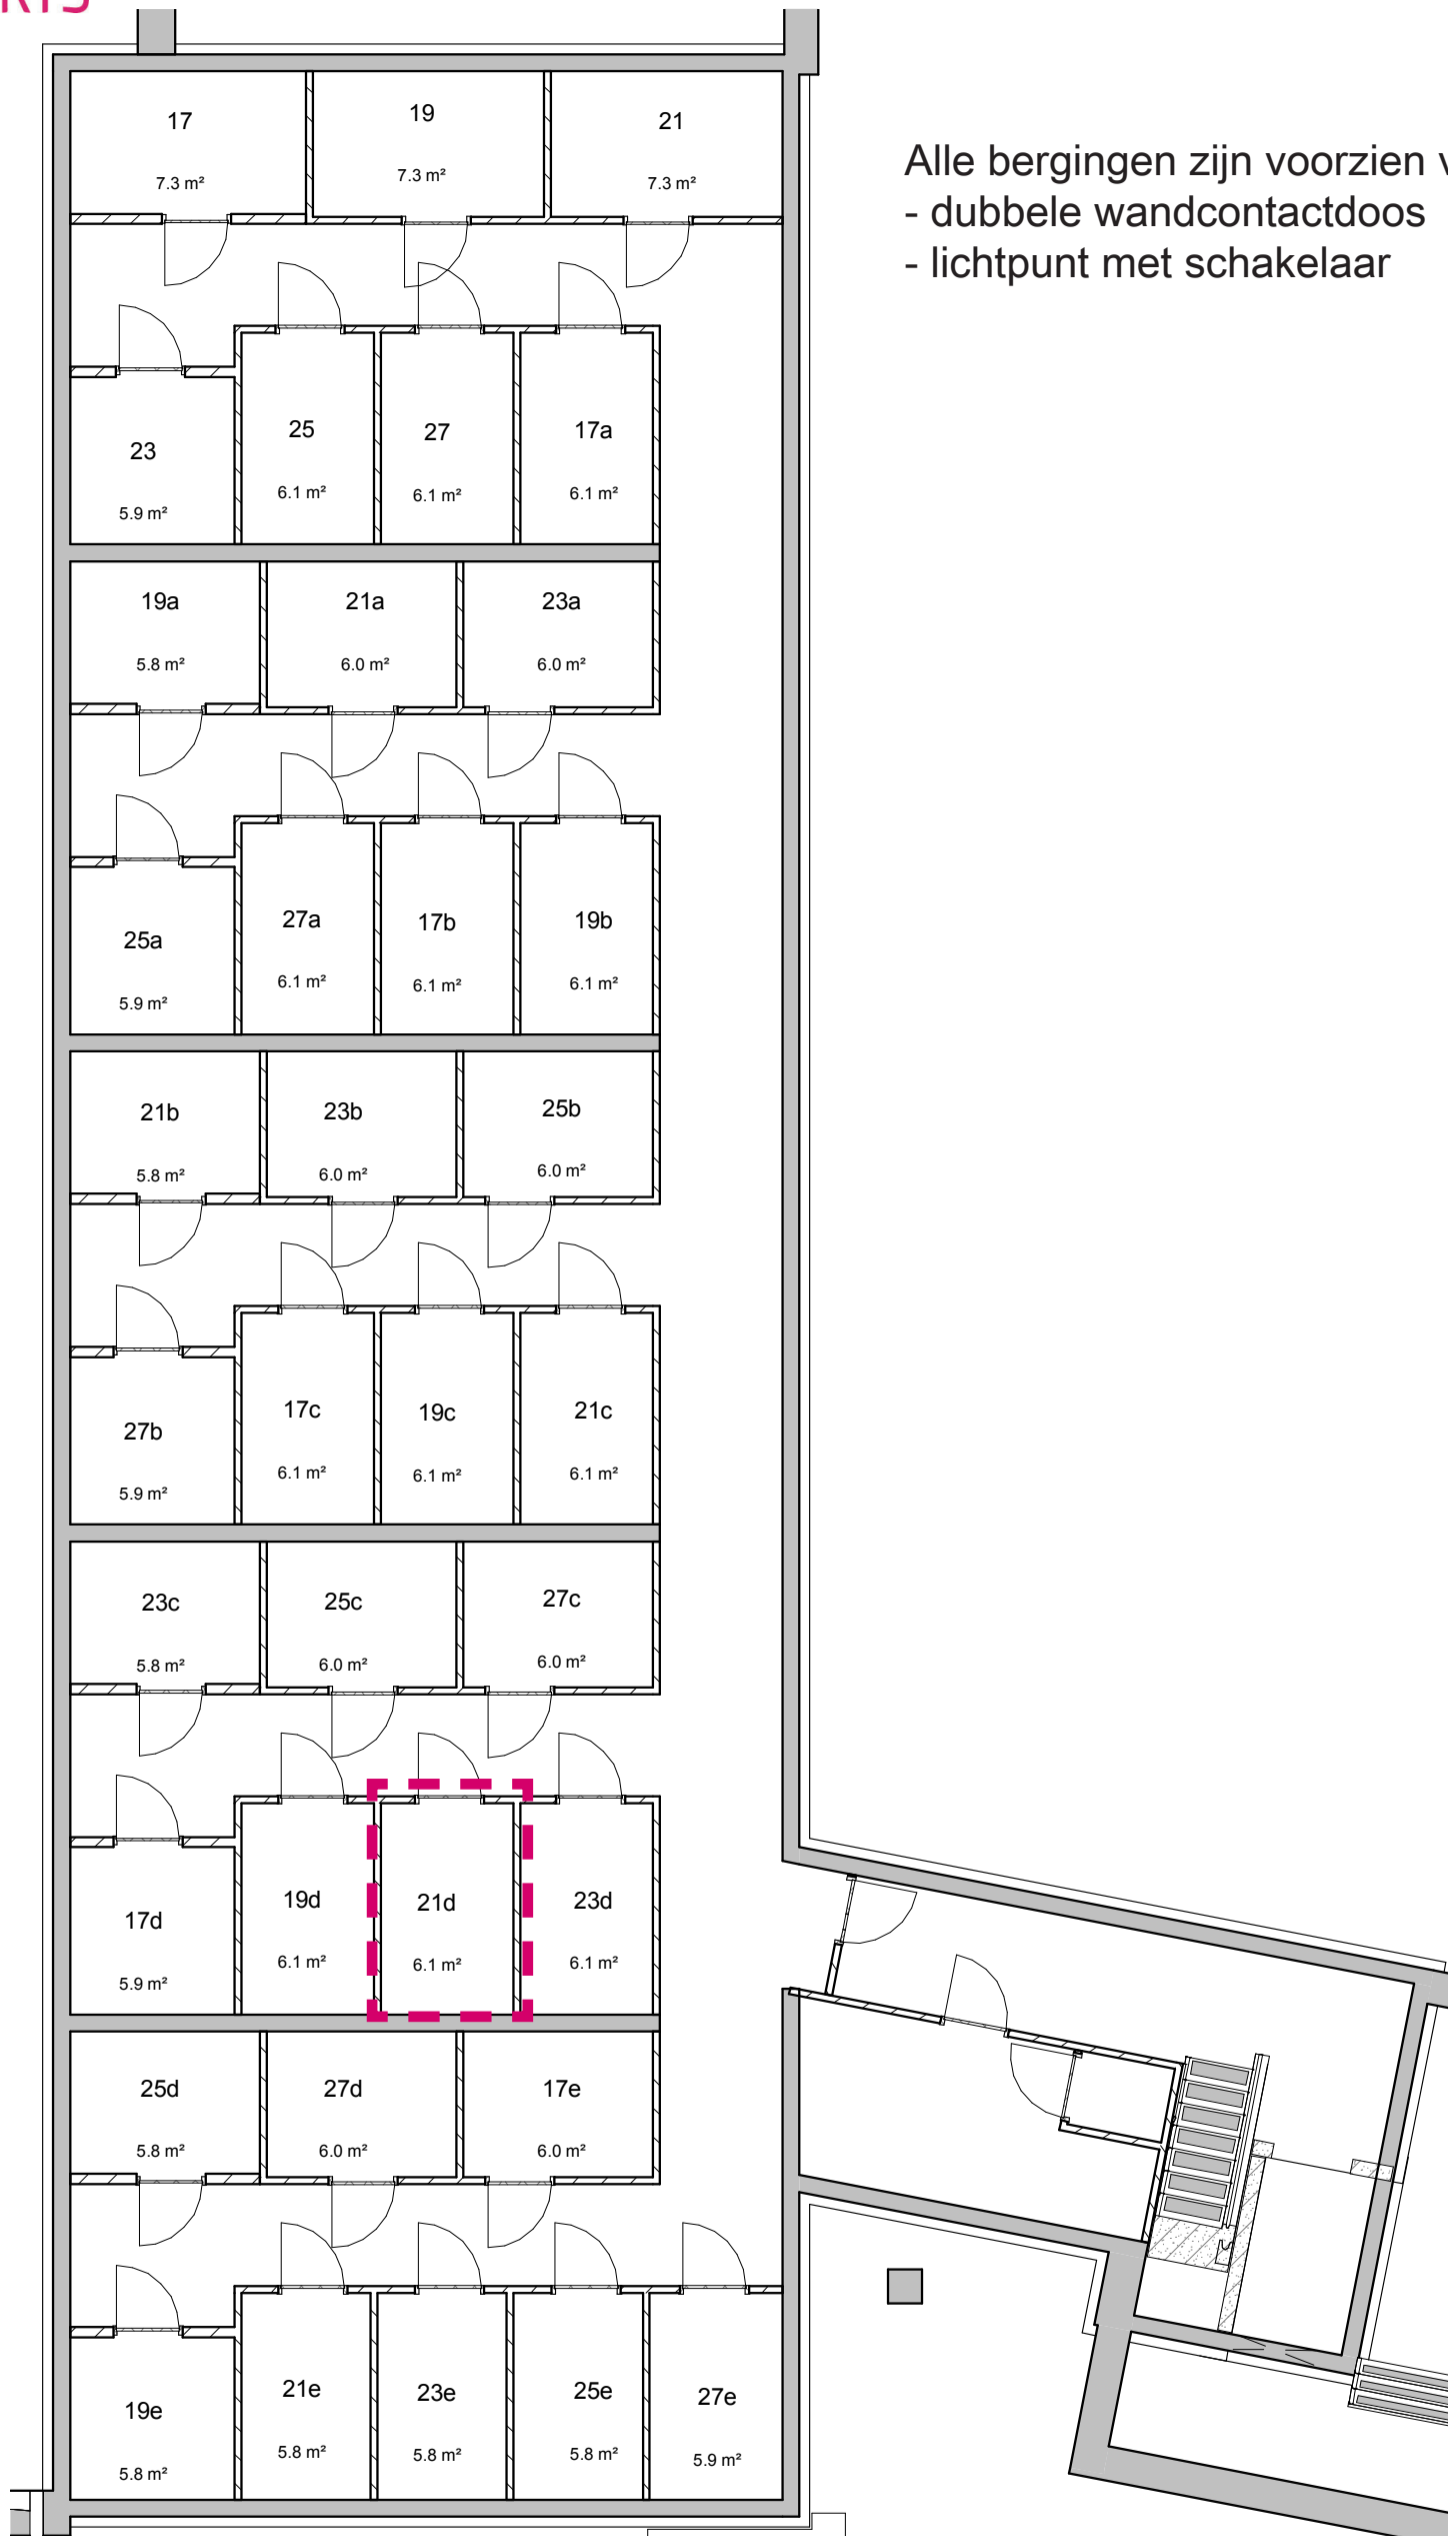 17
7.3 m²
19
7.3 m²
21
7.3 m²
Alle bergingen zijn voorzien
- dubbele wandcontactdoos
- lichtpunt met schakelaar
23
5.9 m²
25
6.1 m²
27
6.1 m²
17a
6.1 m²
19a
5.8 m²
21a
6.0 m²
23a
6.0 m²
25a
5.9 m²
27a
6.1 m²
17b
6.1 m²
19b
6.1 m²
21b
5.8 m²
23b
6.0 m²
25b
6.0 m²
27b
5.9 m²
17c
6.1 m²
19c
6.1 m²
21c
6.1 m²
23c
5.8 m²
25c
6.0 m²
27c
6.0 m²
17d
5.9 m²
19d
6.1 m²
21d
6.1 m²
23d
6.1 m²
25d
5.8 m²
27d
6.0 m²
17e
6.0 m²
19e
5.8 m²
21e
5.8 m²
23e
5.8 m²
25e
5.8 m²
27e
5.9 m²